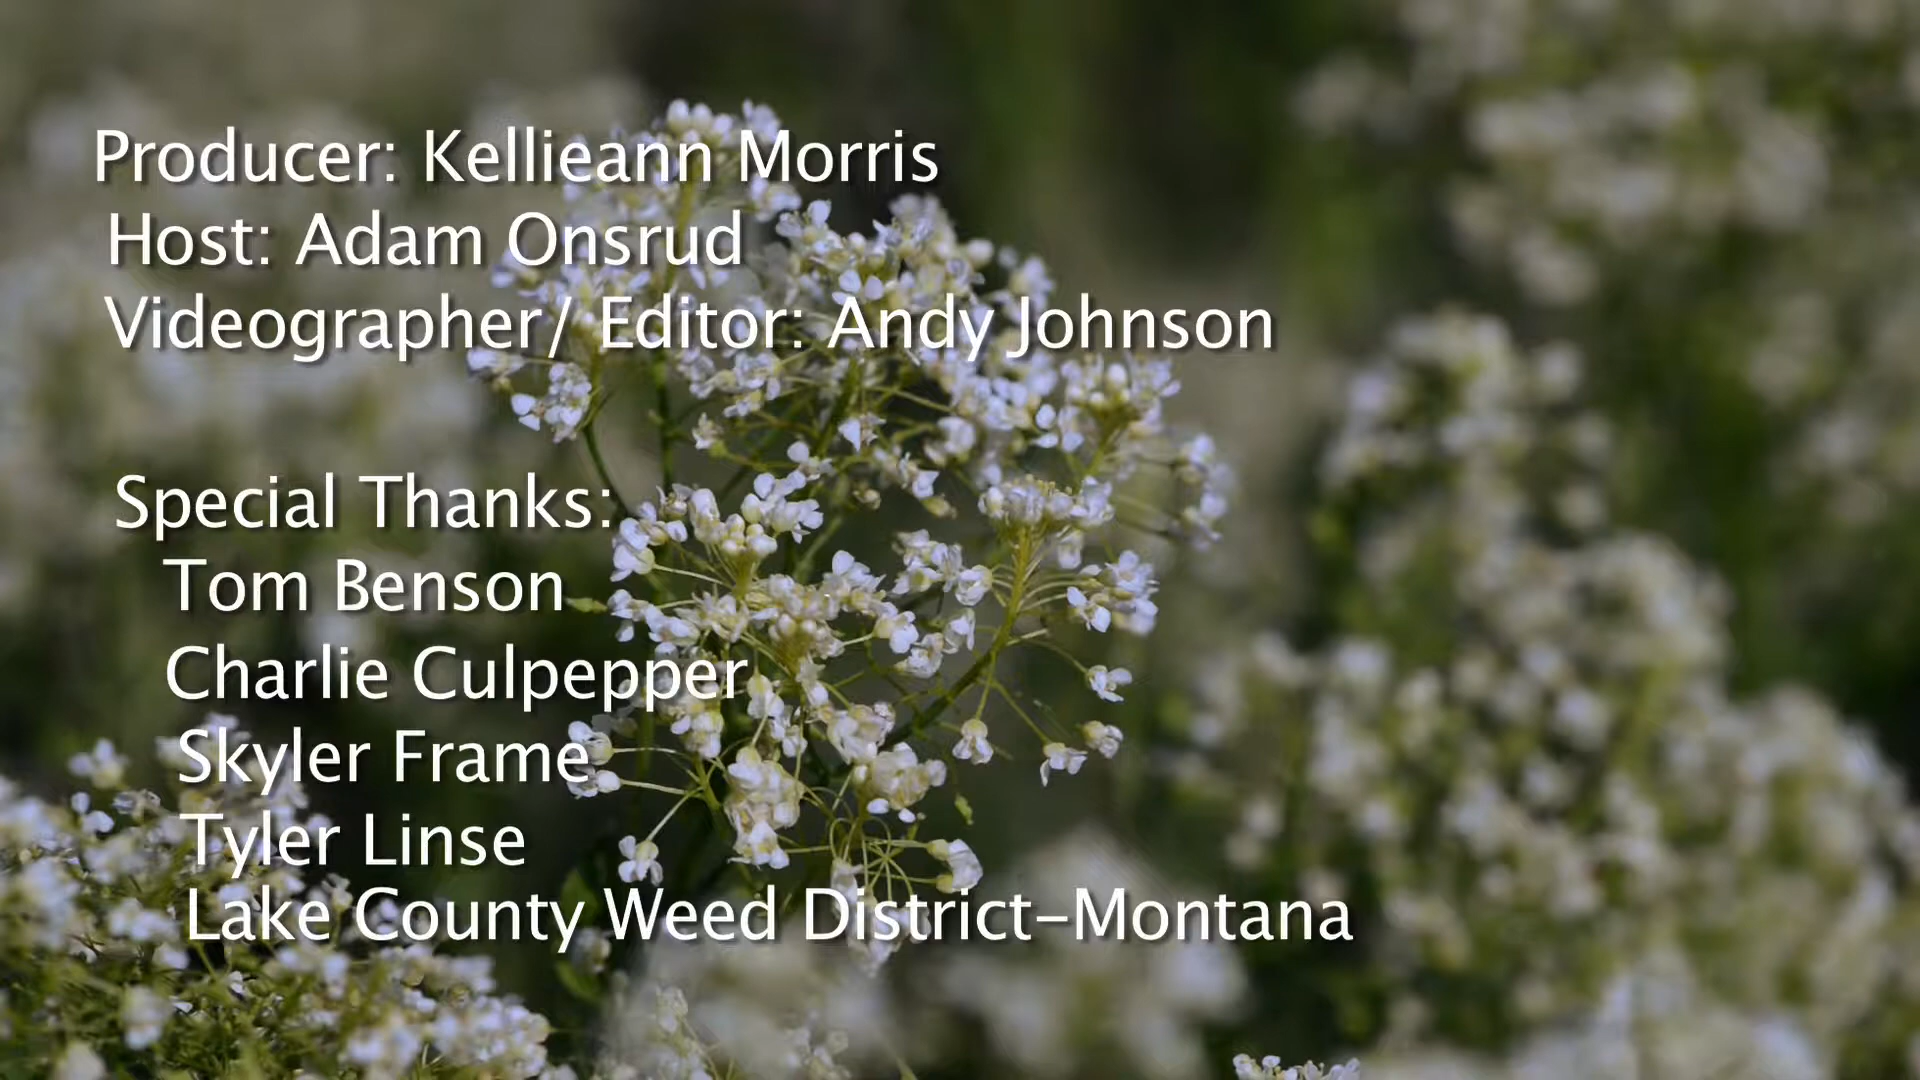 Producer: Kellieann Morris
Host: Adam Onsrud
Videographer/ Editor: Andy Johnson
Special Thanks:
Tom Benson
Charlie Culpepper
Skyler Frame
Tyler Linse
Lake County Weed District-Montana